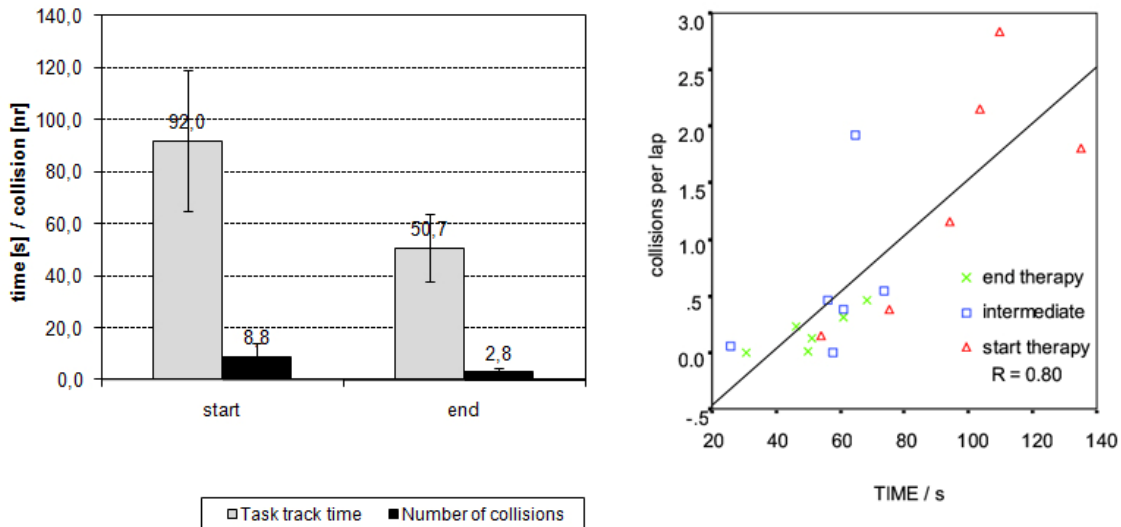 time [s] / collision [nr]
140,0
120,0
100,0
80,0
60,0
40,0
20,0
0,0
92,0
8,8
50,7
2,8
start end
Task track time Number of collisions
collisions per lap
3.0
2.5
2.0
1.5
1.0
.5
0.0
-.5
end therapy
intermediate
start therapy
R = 0.80
20 40 60 80 100 120 140
TIME / s